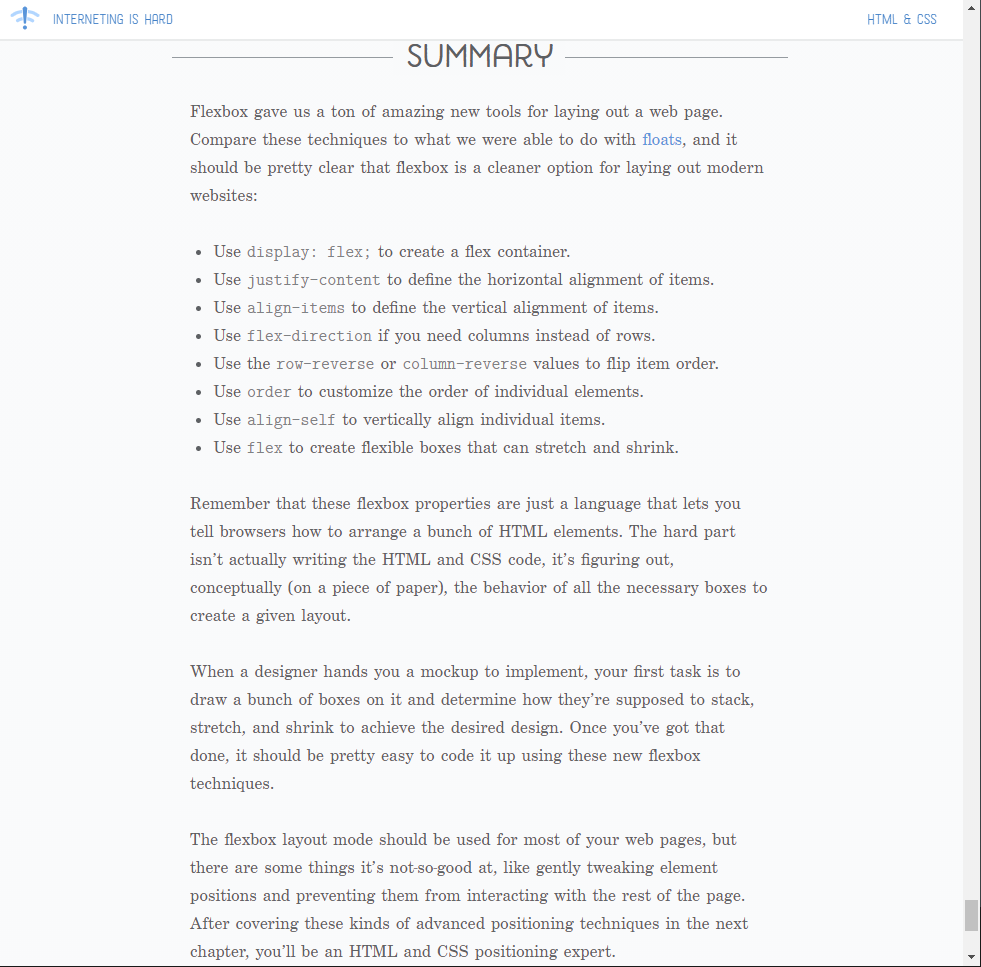 INTERNETING IS HARD
HTML & CSS
SUMMARY
Flexbox gave us a ton of amazing new tools for laying out a web page.
Compare these techniques to what we were able to do with floats, and it
should be pretty clear that flexbox is a cleaner option for laying out modern
websites:
• Use display: flex; to create a flex container.
• Use justify-content to define the horizontal alignment of items.
• Use align-items to define the vertical alignment of items.
• Use flex-direction if you need columns instead of rows.
• Use the row-reverse or column-reverse values to flip item order.
• Use order to customize the order of individual elements.
• Use align-self to vertically align individual items.
• Use flex to create flexible boxes that can stretch and shrink.
Remember that these flexbox properties are just a language that lets you
tell browsers how to arrange a bunch of HTML elements. The hard part
isn’t actually writing the HTML and CSS code, it’s figuring out,
conceptually (on a piece of paper), the behavior of all the necessary boxes to
create a given layout.
When a designer hands you a mockup to implement, your first task is to
draw a bunch of boxes on it and determine how they’re supposed to stack,
stretch, and shrink to achieve the desired design. Once you’ve got that
done, it should be pretty easy to code it up using these new flexbox
techniques.
The flexbox layout mode should be used for most of your web pages, but
there are some things it’s not-so-good at, like gently tweaking element
positions and preventing them from interacting with the rest of the page.
After covering these kinds of advanced positioning techniques in the next
chapter, you’ll be an HTML and CSS positioning expert.